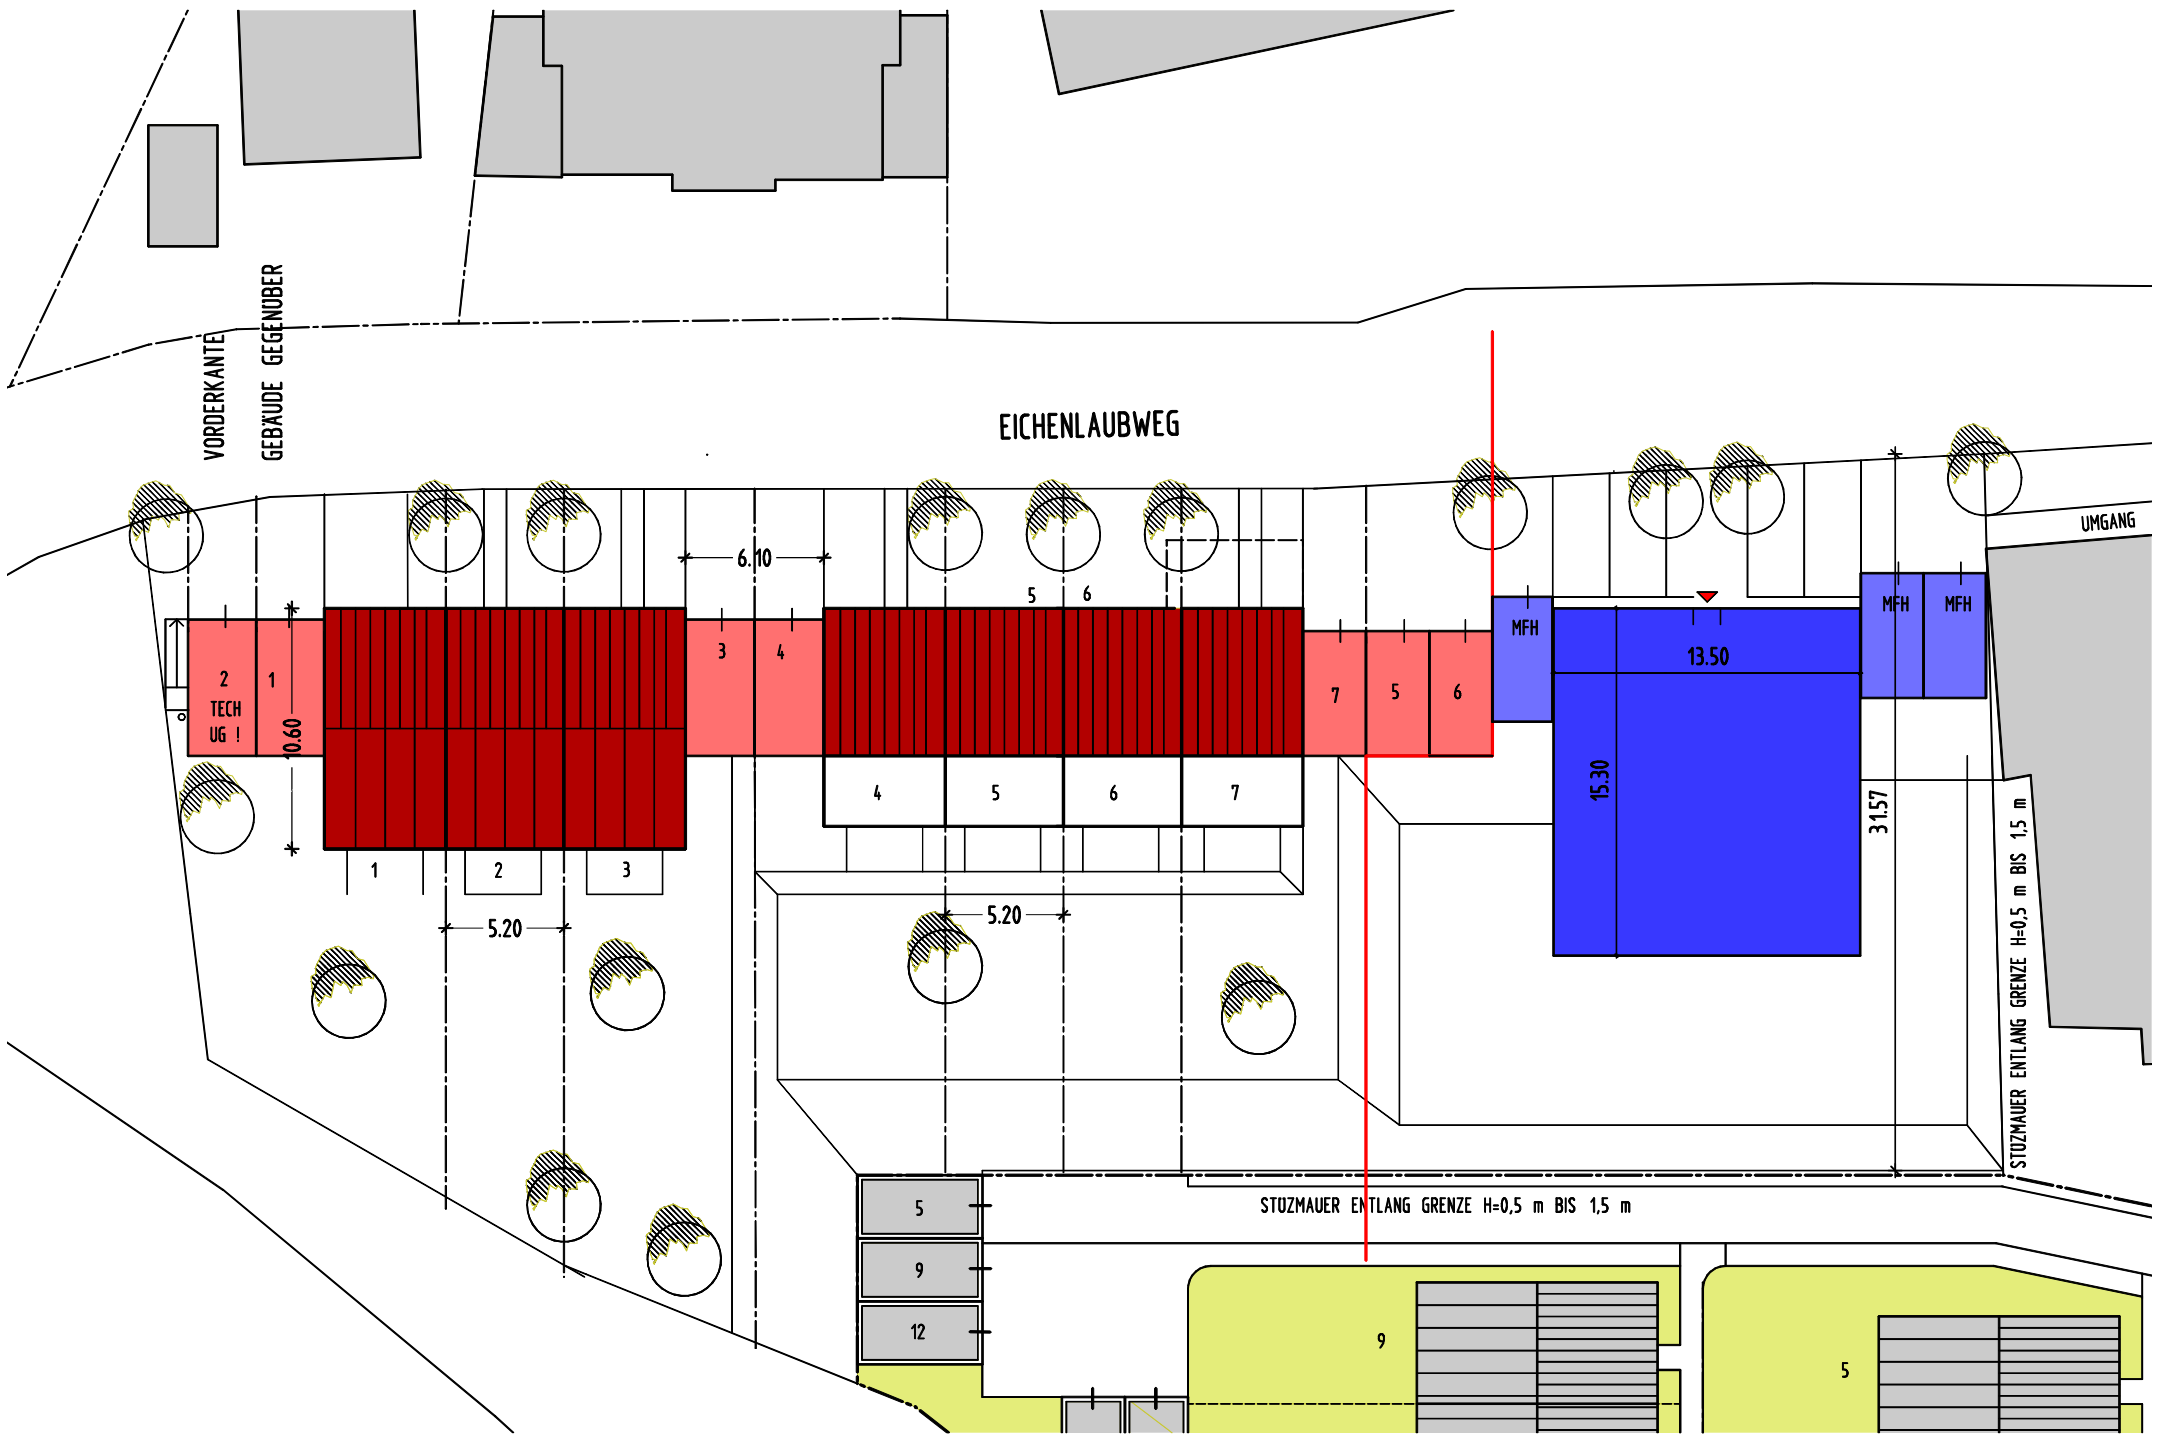 VORDERKANTE
GEBÄUDE GEGENÜBER
EICHENLAUBWEG
UMGANG
6.10
5 6
MFH
MFH
MFH
13.50
2
TECH
UG !
1
10.60
3
4
7
5
6
15.30
31.57
4
5
6
7
1
2
3
5.20
5.20
STÜZMAUER ENTLANG GRENZE H=0,5 m BIS 1,5 m
STÜZMAUER ENTLANG GRENZE H=0,5 m BIS 1,5 m
5
9
12
9
5